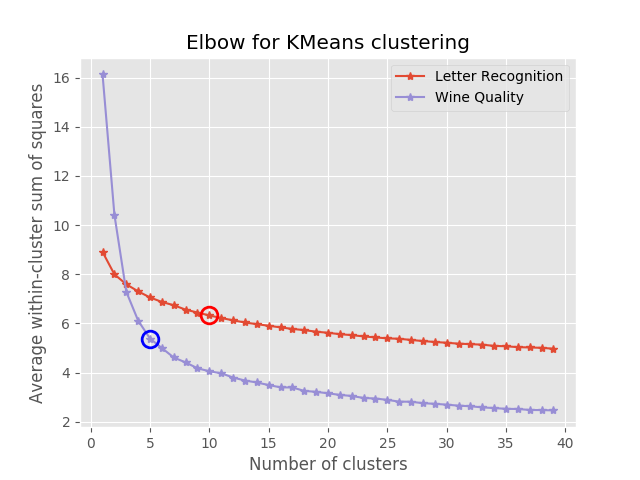 Elbow for KMeans clustering
Letter Recognition
Wine Quality
Average within-cluster sum of squares
16
14
12
10
8
6
4
2
0 5 10 15 20 25 30 35 40
Number of clusters